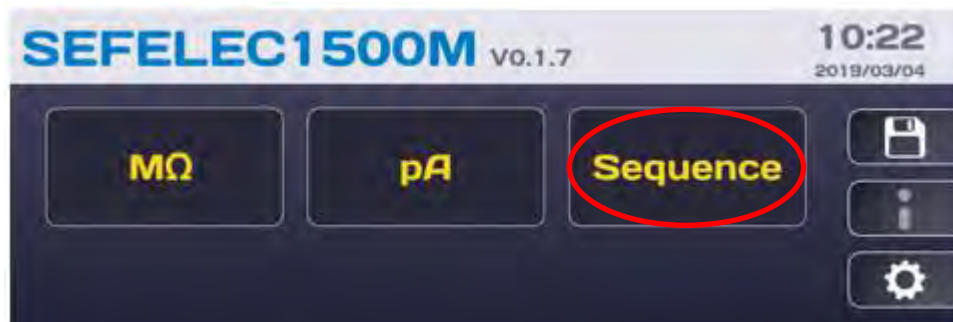 SEFELEC1500M V0.1.7
10:22
2019/03/04
MΩ
pA
Sequence